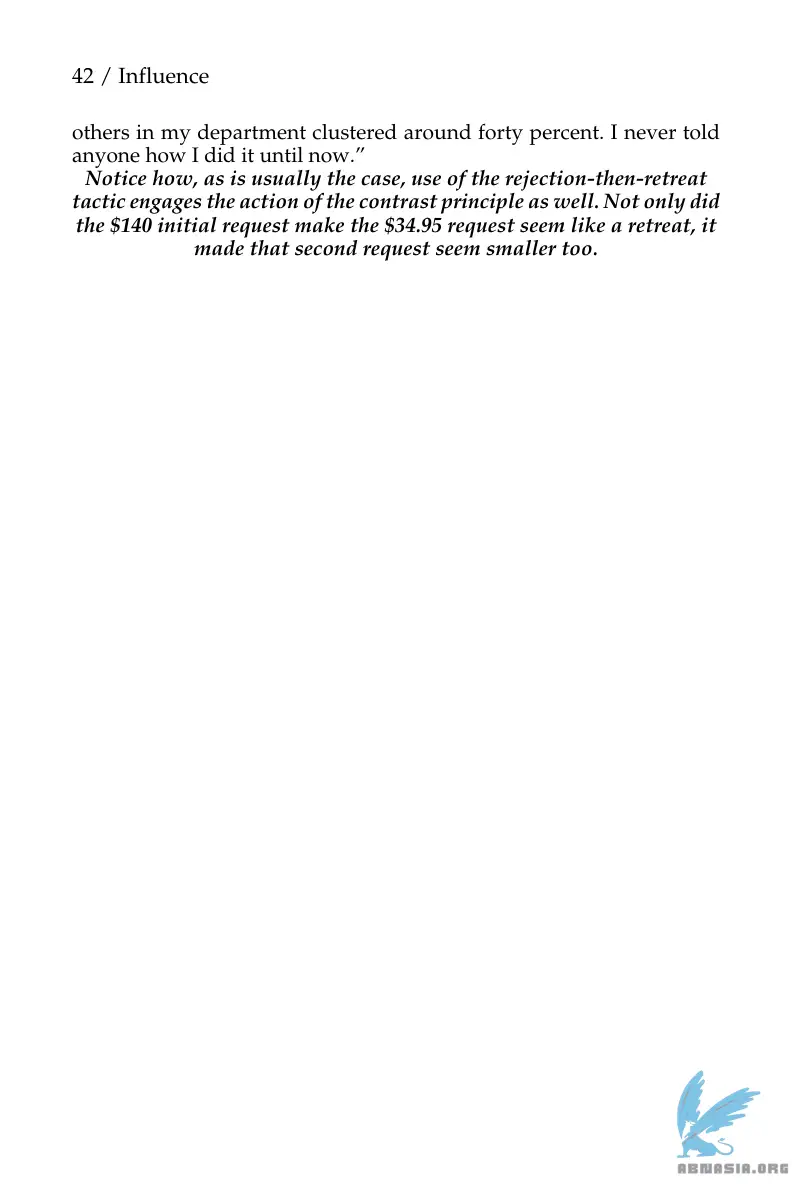 42 / Influence
others in my department clustered around forty percent. I never told
anyone how I did it until now.”
Notice how, as is usually the case, use of the rejection-then-retreat
tactic engages the action of the contrast principle as well. Not only did
the $140 initial request make the $34.95 request seem like a retreat, it
made that second request seem smaller too.
ABNASIA.ORG